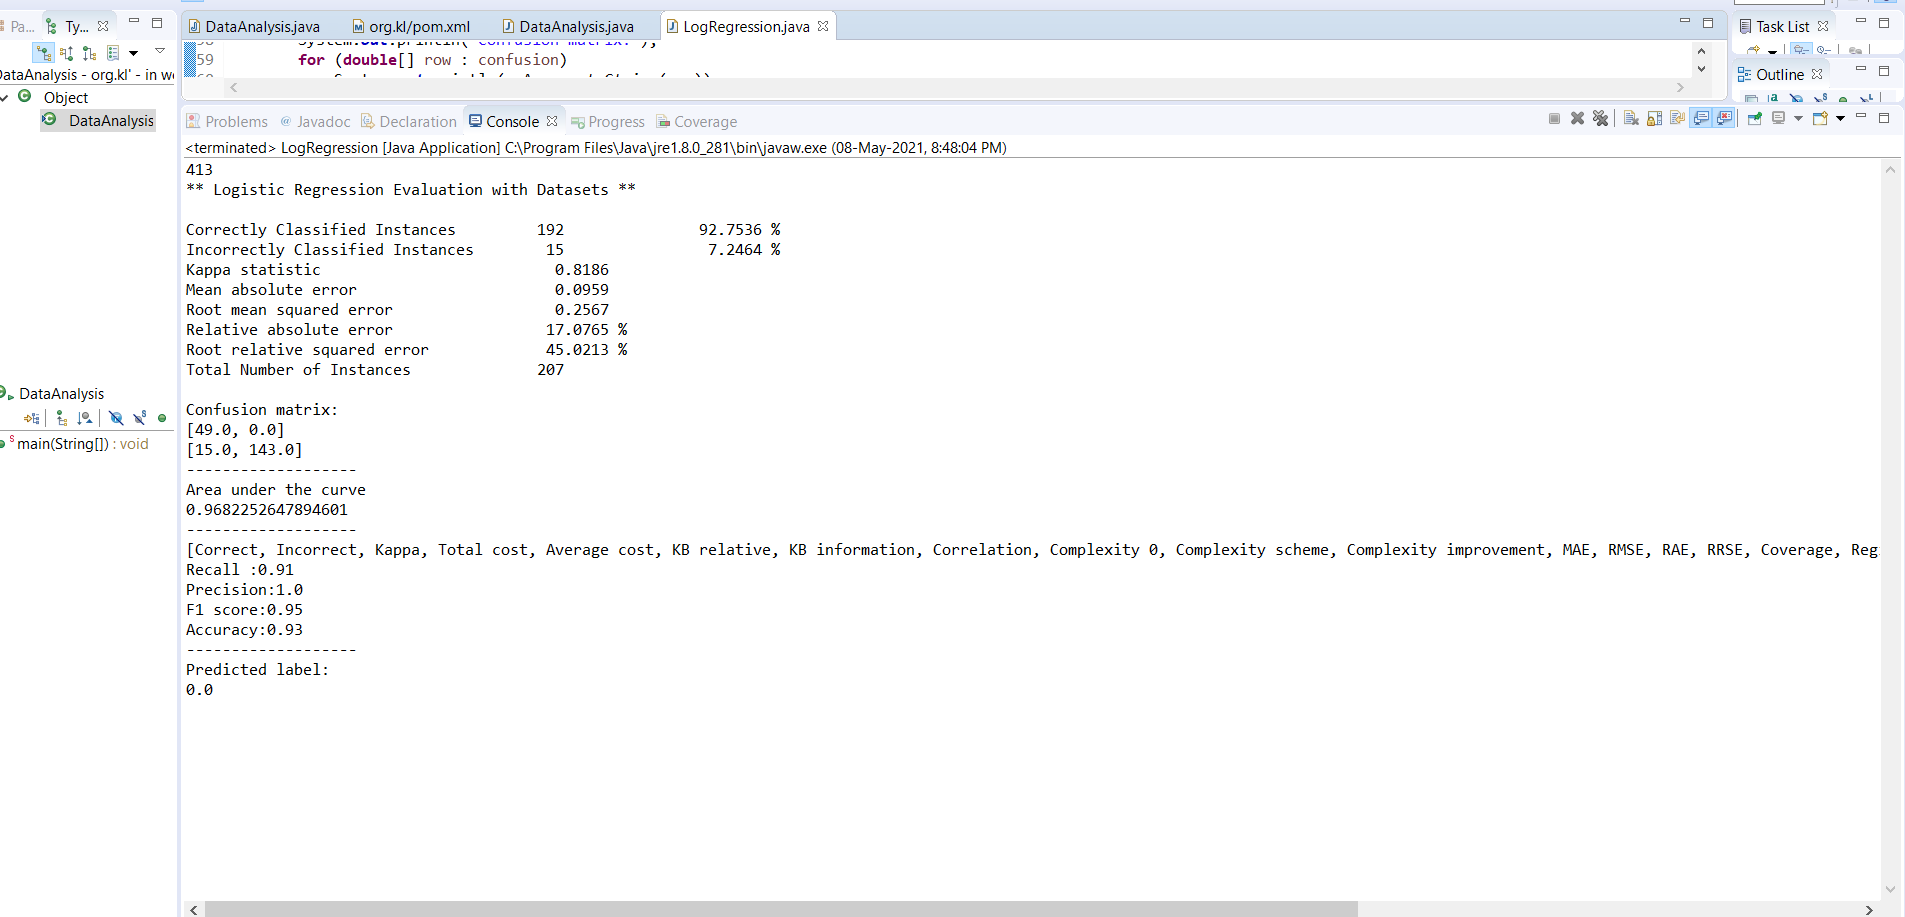 Pa... Ty...
DataAnalysis.java org.kl/pom.xml DataAnalysis.java LogRegression.java
Task List
59 for (double[] row : confusion)
DataAnalysis - org.kl' - in w
Outline
Object
DataAnalysis
Problems @ Javadoc Declaration Console Progress Coverage
<terminated> LogRegression [Java Application] C:\Program Files\Java\jre1.8.0_281\bin\javaw.exe (08-May-2021, 8:48:04 PM)
413
** Logistic Regression Evaluation with Datasets **
Correctly Classified Instances 192 92.7536 %
Incorrectly Classified Instances 15 7.2464 %
Kappa statistic 0.8186
Mean absolute error 0.0959
Root mean squared error 0.2567
Relative absolute error 17.0765 %
Root relative squared error 45.0213 %
Total Number of Instances 207
DataAnalysis
main(String[]) : void
Confusion matrix:
[49.0, 0.0]
[15.0, 143.0]
-------------------
Area under the curve
0.9682252647894601
-------------------
[Correct, Incorrect, Kappa, Total cost, Average cost, KB relative, KB information, Correlation, Complexity 0, Complexity scheme, Complexity improvement, MAE, RMSE, RAE, RRSE, Coverage, Reg
Recall :0.91
Precision:1.0
F1 score:0.95
Accuracy:0.93
-------------------
Predicted label:
0.0